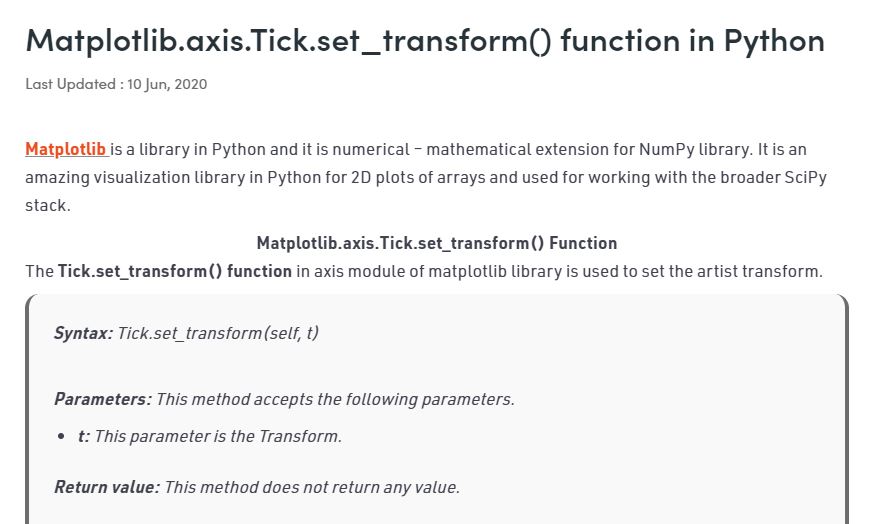 Matplotlib.axis.Tick.set_transform() function in Python
Last Updated : 10 Jun, 2020
Matplotlib is a library in Python and it is numerical – mathematical extension for NumPy library. It is an
amazing visualization library in Python for 2D plots of arrays and used for working with the broader SciPy
stack.
Matplotlib.axis.Tick.set_transform() Function
The Tick.set_transform() function in axis module of matplotlib library is used to set the artist transform.
Syntax: Tick.set_transform(self, t)
Parameters: This method accepts the following parameters.
• t: This parameter is the Transform.
Return value: This method does not return any value.